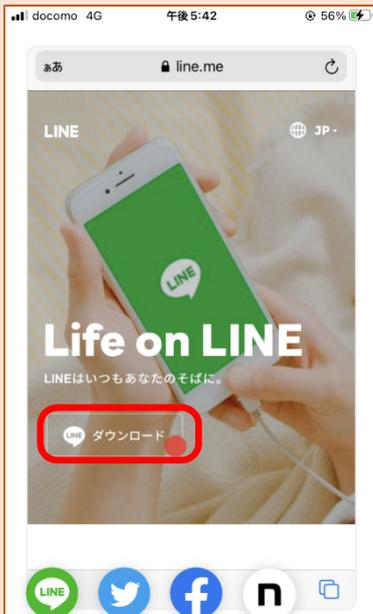 docomo 4G 午後5:42 56%
ぁあ line.me
LINE JP
LINE
Life on LINE
LINEはいつもあなたのそばに。
LINE ダウンロード
LINE f n